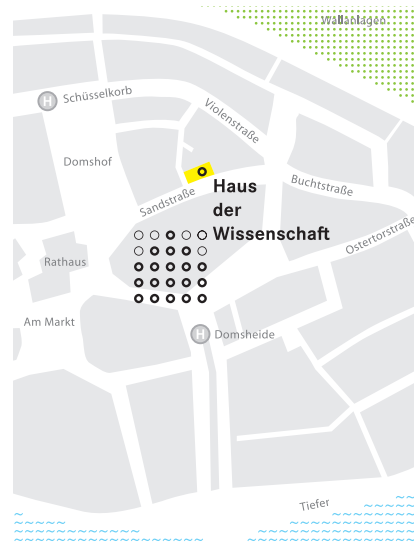 Wallanlagen
H Schüsselkorb
Violenstraße
Domshof
Sandstraße
Buchtstraße
Haus
der
Wissenschaft
Ostertorstraße
Rathaus
Am Markt
H Domsheide
Tiefer